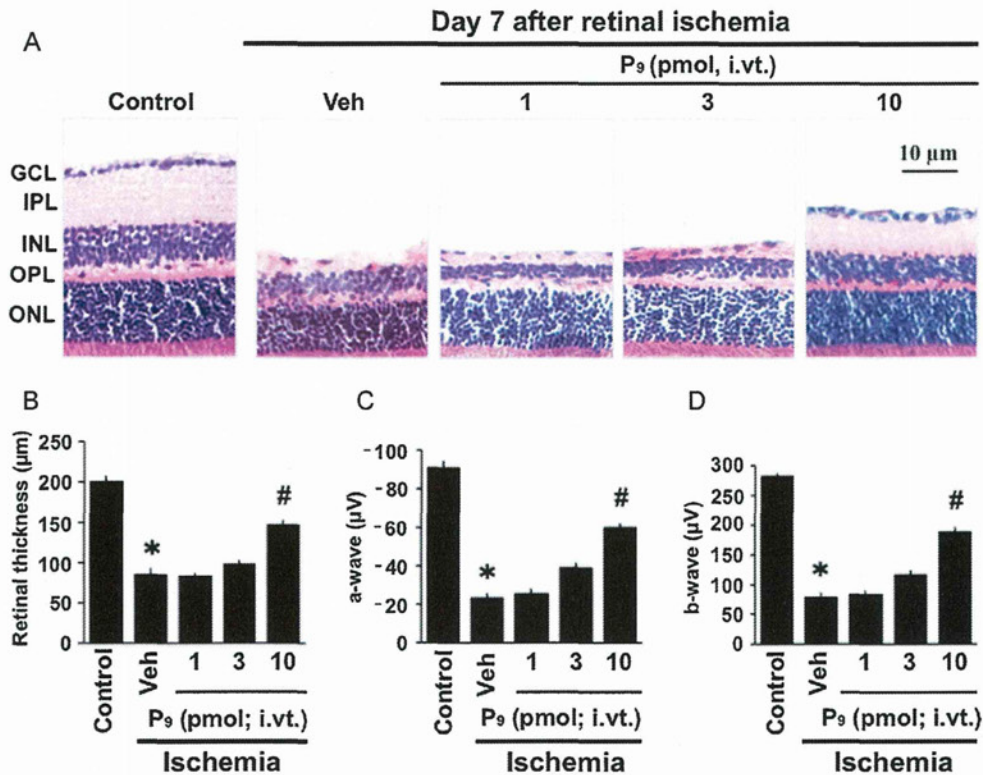 A
Day 7 after retinal ischemia
P₉ (pmol, i.vt.)
Control Veh 1 3 10
10 µm
GCL
IPL
INL
OPL
ONL
B
Retinal thickness (µm)
250
200
150
100
50
0
*
#
Control Veh 1 3 10
P₉ (pmol; i.vt.)
Ischemia
C
a-wave (µV)
-100
-80
-60
-40
-20
0
*
#
Control Veh 1 3 10
P₉ (pmol; i.vt.)
Ischemia
D
b-wave (µV)
300
250
200
150
100
50
0
*
#
Control Veh 1 3 10
P₉ (pmol; i.vt.)
Ischemia